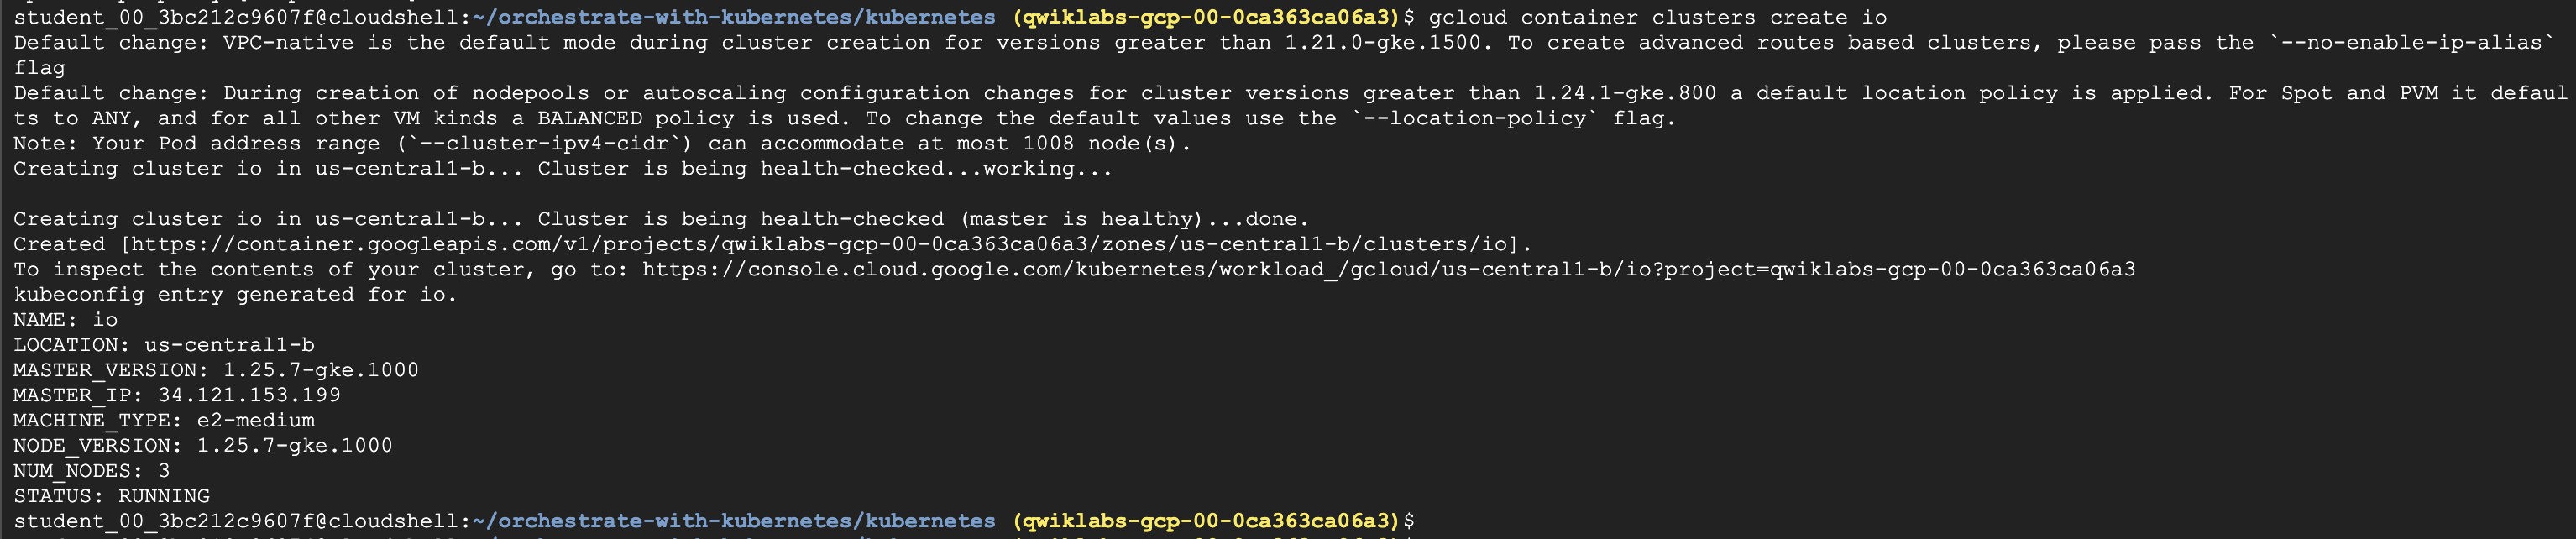 student_00_3bc212c9607f@cloudshell:~/orchestrate-with-kubernetes/kubernetes (qwiklabs-gcp-00-0ca363ca06a3)$ gcloud container clusters create io
Default change: VPC-native is the default mode during cluster creation for versions greater than 1.21.0-gke.1500. To create advanced routes based clusters, please pass the `--no-enable-ip-alias`
flag
Default change: During creation of nodepools or autoscaling configuration changes for cluster versions greater than 1.24.1-gke.800 a default location policy is applied. For Spot and PVM it defaul
ts to ANY, and for all other VM kinds a BALANCED policy is used. To change the default values use the `--location-policy` flag.
Note: Your Pod address range (`--cluster-ipv4-cidr`) can accommodate at most 1008 node(s).
Creating cluster io in us-central1-b... Cluster is being health-checked...working...
Creating cluster io in us-central1-b... Cluster is being health-checked (master is healthy)...done.
Created [https://container.googleapis.com/v1/projects/qwiklabs-gcp-00-0ca363ca06a3/zones/us-central1-b/clusters/io].
To inspect the contents of your cluster, go to: https://console.cloud.google.com/kubernetes/workload_/gcloud/us-central1-b/io?project=qwiklabs-gcp-00-0ca363ca06a3
kubeconfig entry generated for io.
NAME: io
LOCATION: us-central1-b
MASTER_VERSION: 1.25.7-gke.1000
MASTER_IP: 34.121.153.199
MACHINE_TYPE: e2-medium
NODE_VERSION: 1.25.7-gke.1000
NUM_NODES: 3
STATUS: RUNNING
student_00_3bc212c9607f@cloudshell:~/orchestrate-with-kubernetes/kubernetes (qwiklabs-gcp-00-0ca363ca06a3)$